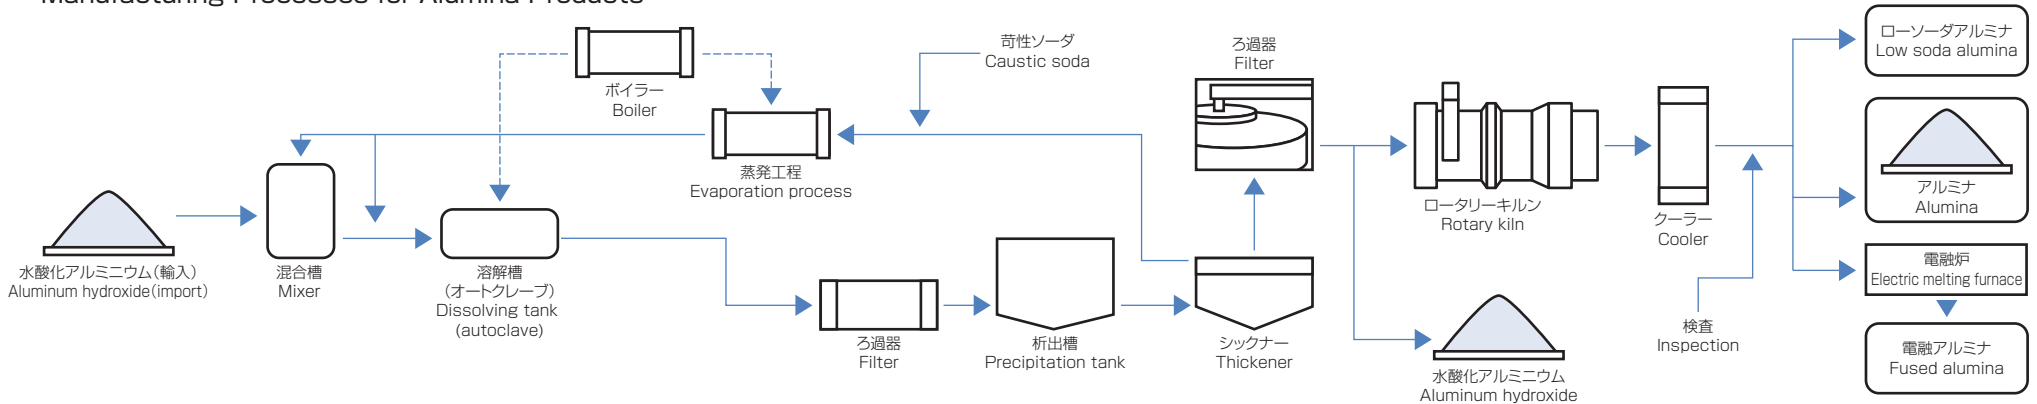 Manufacturing Processes for Alumina Products
ボイラー
Boiler
苛性ソーダ
Caustic soda
ろ過器
Filter
ローソーダアルミナ
Low soda alumina
蒸発工程
Evaporation process
アルミナ
Alumina
ロータリーキルン
Rotary kiln
クーラー
Cooler
水酸化アルミニウム(輸入)
Aluminum hydroxide(import)
混合槽
Mixer
溶解槽
(オートクレーブ)
Dissolving tank
(autoclave)
電融炉
Electric melting furnace
ろ過器
Filter
析出槽
Precipitation tank
シックナー
Thickener
検査
Inspection
水酸化アルミニウム
Aluminum hydroxide
電融アルミナ
Fused alumina